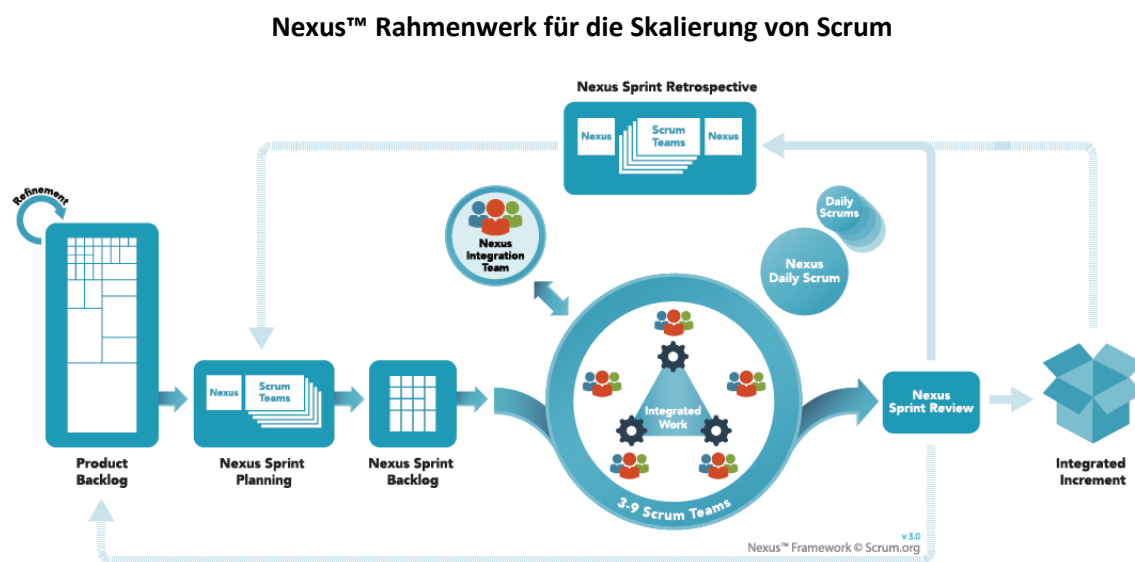 Nexus™ Rahmenwerk für die Skalierung von Scrum
Nexus Sprint Retrospective
Nexus
Scrum
Teams
Nexus
Refinement
Nexus
Integration
Team
Daily
Scrums
Nexus
Daily Scrum
Nexus
Scrum
Teams
Integrated
Work
3-9 Scrum Teams
Nexus
Sprint Review
Product
Backlog
Nexus Sprint
Planning
Nexus Sprint
Backlog
Integrated
Increment
v 3.0
Nexus™ Framework © Scrum.org